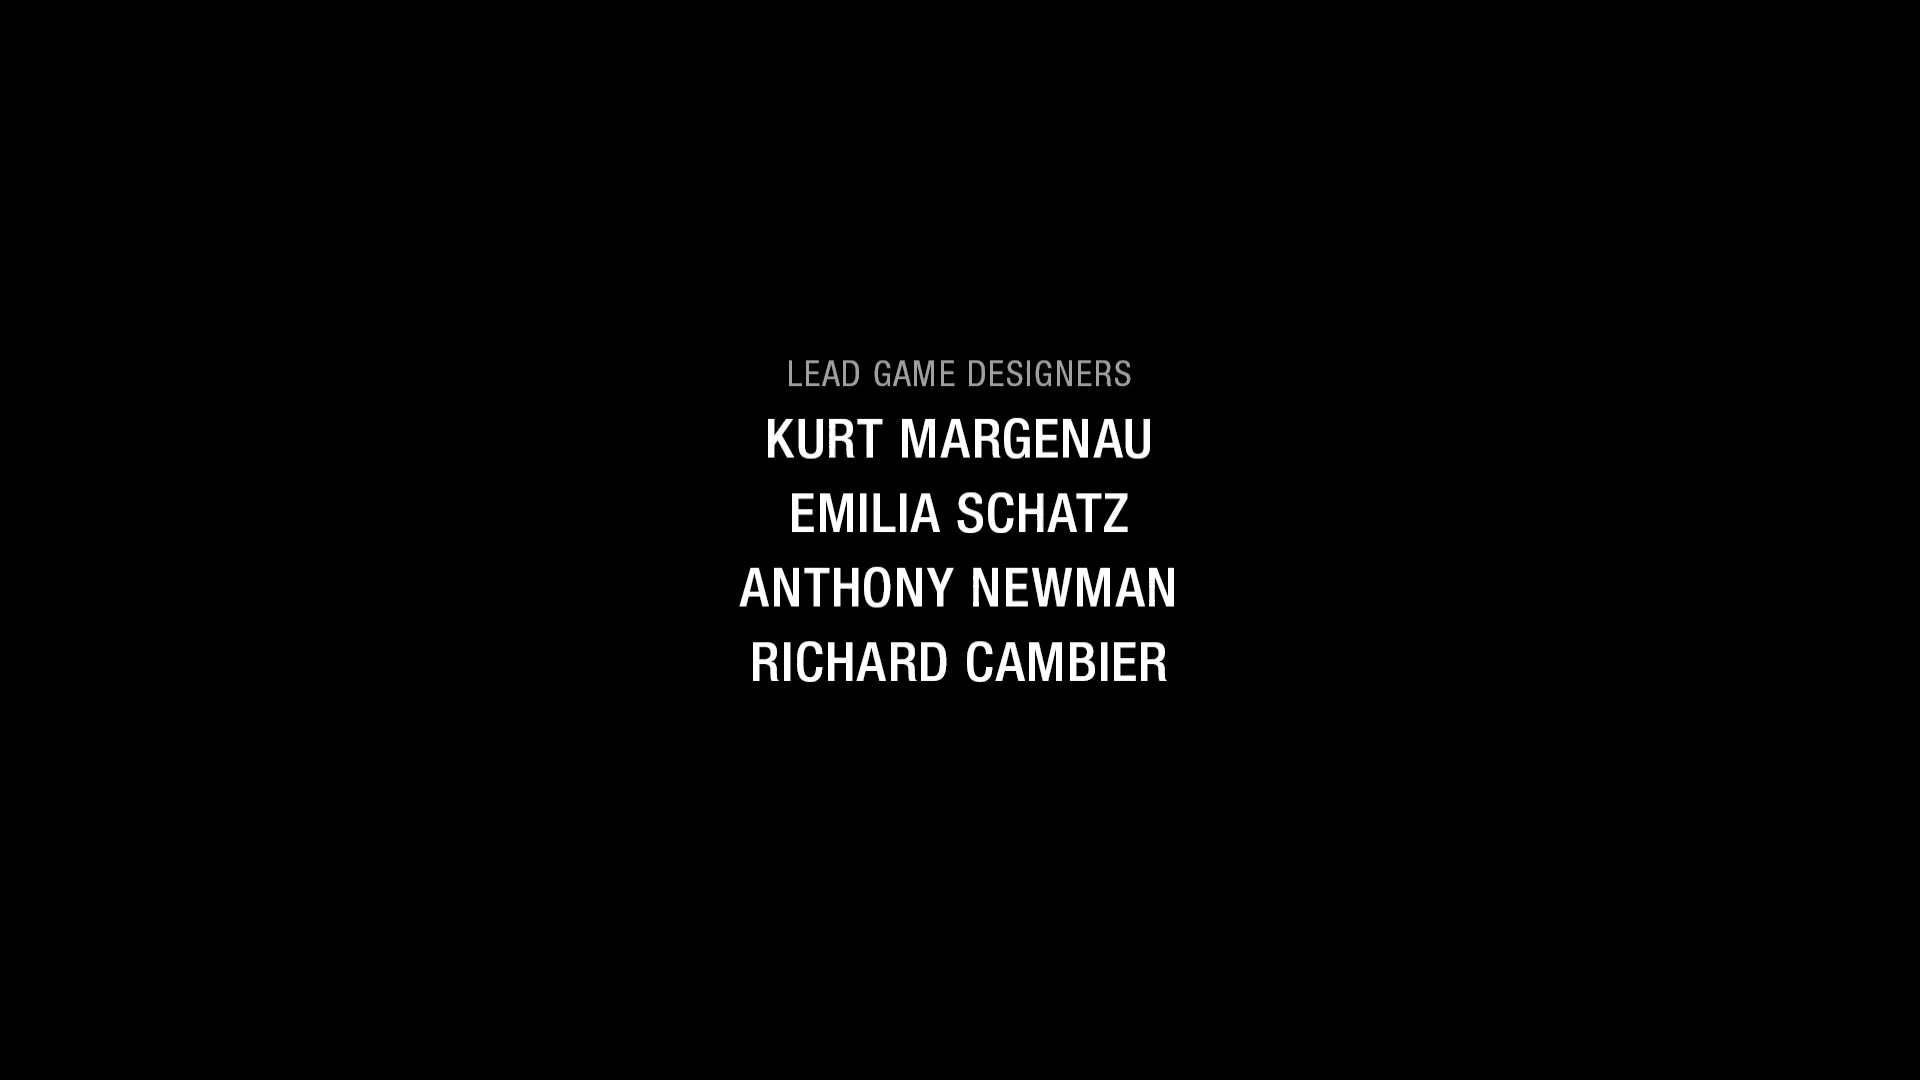 LEAD GAME DESIGNERS
KURT MARGENAU
EMILIA SCHATZ
ANTHONY NEWMAN
RICHARD CAMBIER